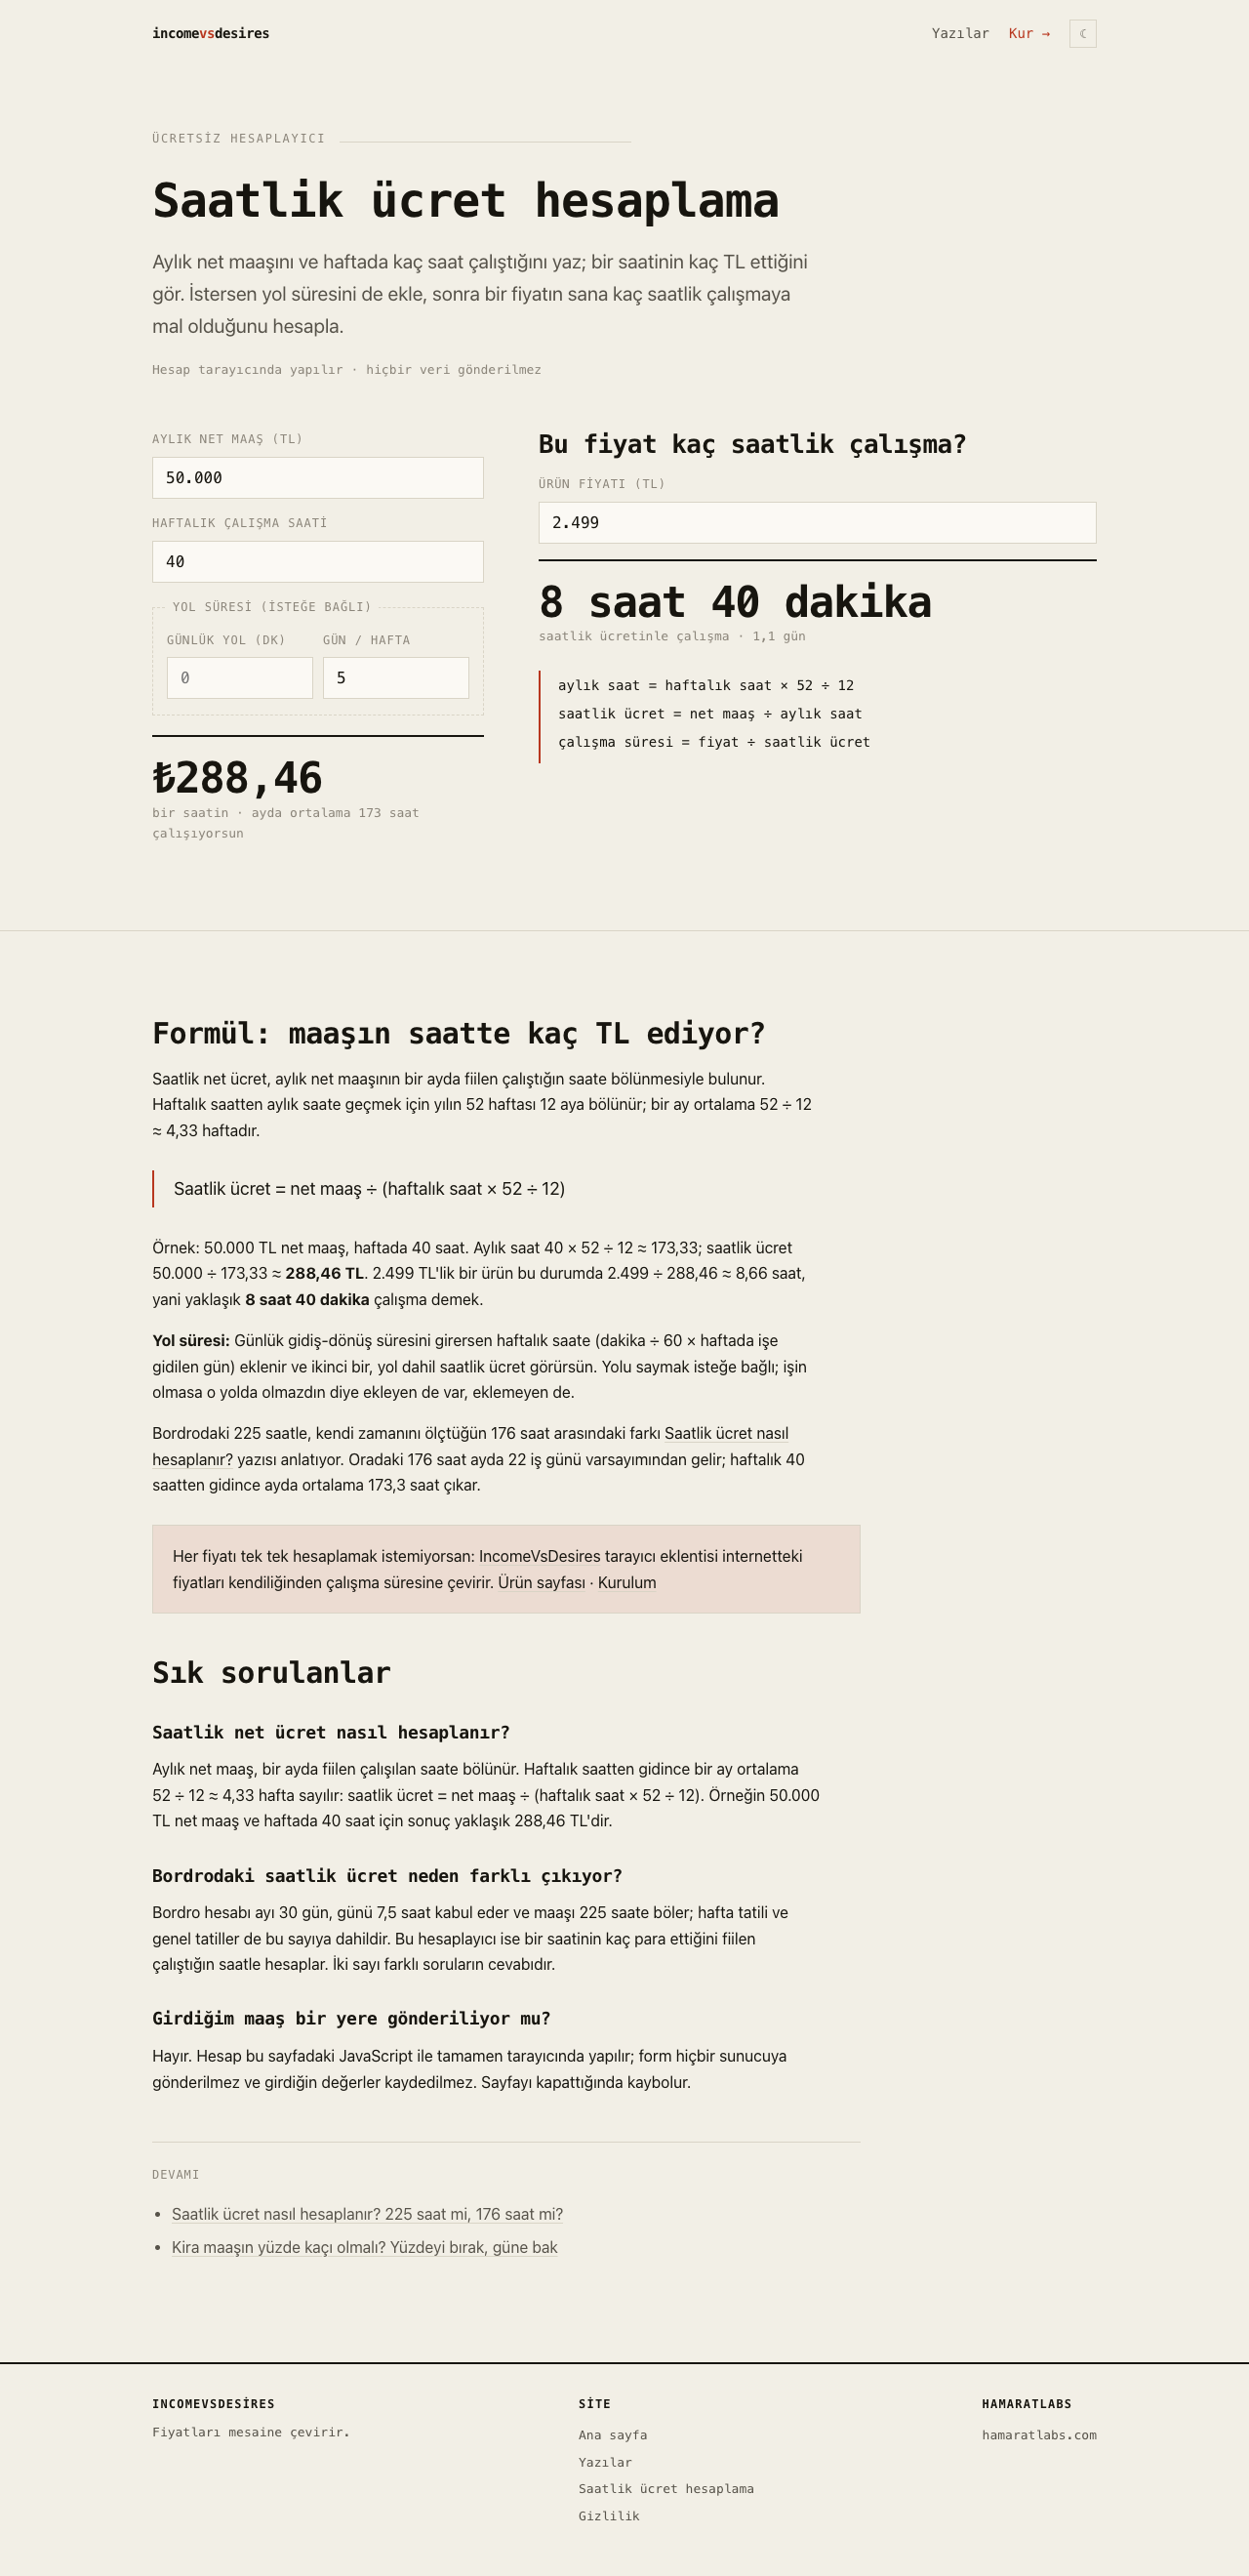 incomevsdesires
Yazılar
Kur →
ÜCRETSİZ HESAPLAYICI
Saatlik ücret hesaplama
Aylık net maaşını ve haftada kaç saat çalıştığını yaz; bir saatinin kaç TL ettiğini
gör. İstersen yol süresini de ekle, sonra bir fiyatın sana kaç saatlik çalışmaya
mal olduğunu hesapla.
Hesap tarayıcında yapılır · hiçbir veri gönderilmez
AYLIK NET MAAŞ (TL)
50.000
HAFTALIK ÇALIŞMA SAATİ
40
YOL SÜRESİ (İSTEĞE BAĞLI)
GÜNLÜK YOL (DK)
GÜN / HAFTA
0
5
₺288,46
bir saatin · ayda ortalama 173 saat
çalışıyorsun
Bu fiyat kaç saatlik çalışma?
ÜRÜN FİYATI (TL)
2.499
8 saat 40 dakika
saatlik ücretinle çalışma · 1,1 gün
aylık saat = haftalık saat × 52 ÷ 12
saatlik ücret = net maaş ÷ aylık saat
çalışma süresi = fiyat ÷ saatlik ücret
Formül: maaşın saatte kaç TL ediyor?
Saatlik net ücret, aylık net maaşının bir ayda fiilen çalıştığın saate bölünmesiyle bulunur.
Haftalık saatten aylık saate geçmek için yılın 52 haftası 12 aya bölünür; bir ay ortalama 52 ÷ 12
≈ 4,33 haftadır.
Saatlik ücret = net maaş ÷ (haftalık saat × 52 ÷ 12)
Örnek: 50.000 TL net maaş, haftada 40 saat. Aylık saat 40 × 52 ÷ 12 ≈ 173,33; saatlik ücret
50.000 ÷ 173,33 ≈ 288,46 TL. 2.499 TL'lik bir ürün bu durumda 2.499 ÷ 288,46 ≈ 8,66 saat,
yani yaklaşık 8 saat 40 dakika çalışma demek.
Yol süresi: Günlük gidiş-dönüş süresini girersen haftalık saate (dakika ÷ 60 × haftada işe
gidilen gün) eklenir ve ikinci bir, yol dahil saatlik ücret görürsün. Yolu saymak isteğe bağlı; işin
olmasa o yolda olmazdın diye ekleyen de var, eklemeyen de.
Bordrodaki 225 saatle, kendi zamanını ölçtüğün 176 saat arasındaki farkı Saatlik ücret nasıl
hesaplanır? yazısı anlatıyor. Oradaki 176 saat ayda 22 iş günü varsayımından gelir; haftalık 40
saatten gidince ayda ortalama 173,3 saat çıkar.
Her fiyatı tek tek hesaplamak istemiyorsan: IncomeVsDesires tarayıcı eklentisi internetteki
fiyatları kendiliğinden çalışma süresine çevirir. Ürün sayfası · Kurulum
Sık sorulanlar
Saatlik net ücret nasıl hesaplanır?
Aylık net maaş, bir ayda fiilen çalışılan saate bölünür. Haftalık saatten gidince bir ay ortalama
52 ÷ 12 ≈ 4,33 hafta sayılır: saatlik ücret = net maaş ÷ (haftalık saat × 52 ÷ 12). Örneğin 50.000
TL net maaş ve haftada 40 saat için sonuç yaklaşık 288,46 TL'dir.
Bordrodaki saatlik ücret neden farklı çıkıyor?
Bordro hesabı ayı 30 gün, günü 7,5 saat kabul eder ve maaşı 225 saate böler; hafta tatili ve
genel tatiller de bu sayıya dahildir. Bu hesaplayıcı ise bir saatinin kaç para ettiğini fiilen
çalıştığın saatle hesaplar. İki sayı farklı soruların cevabıdır.
Girdiğim maaş bir yere gönderiliyor mu?
Hayır. Hesap bu sayfadaki JavaScript ile tamamen tarayıcında yapılır; form hiçbir sunucuya
gönderilmez ve girdiğin değerler kaydedilmez. Sayfayı kapattığında kaybolur.
DEVAMI
• Saatlik ücret nasıl hesaplanır? 225 saat mi, 176 saat mi?
• Kira maaşın yüzde kaçı olmalı? Yüzdeyi bırak, güne bak
INCOMEVSDESİRES
Fiyatları mesaine çevirir.
SİTE
Ana sayfa
Yazılar
Saatlik ücret hesaplama
Gizlilik
HAMARATLABS
hamaratlabs.com